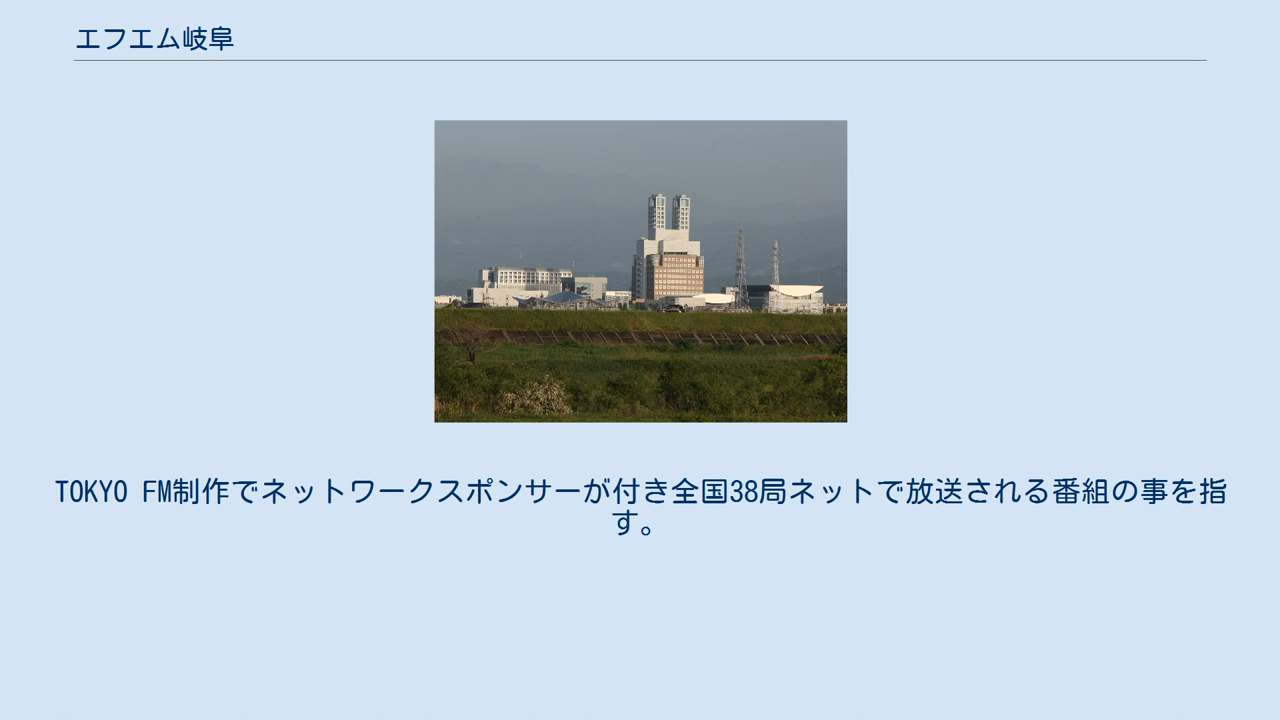 エフエム岐阜
TOKYO FM制作でネットワークスポンサーが付き全国38局ネットで放送される番組の事を指
す。